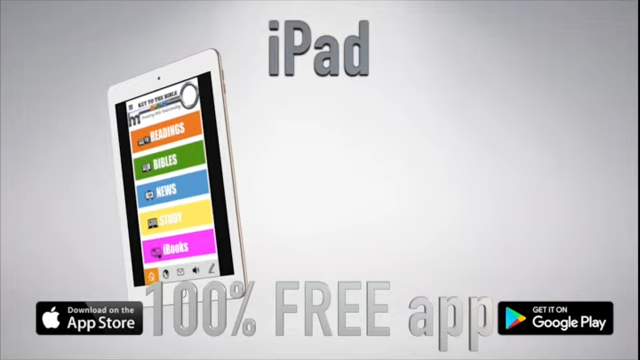 iPad
KEY TO THE BIBLE
READINGS
BIBLES
NEWS
STUDY
iBooks
100% FREE app
Download on the
App Store
GET IT ON
Google Play